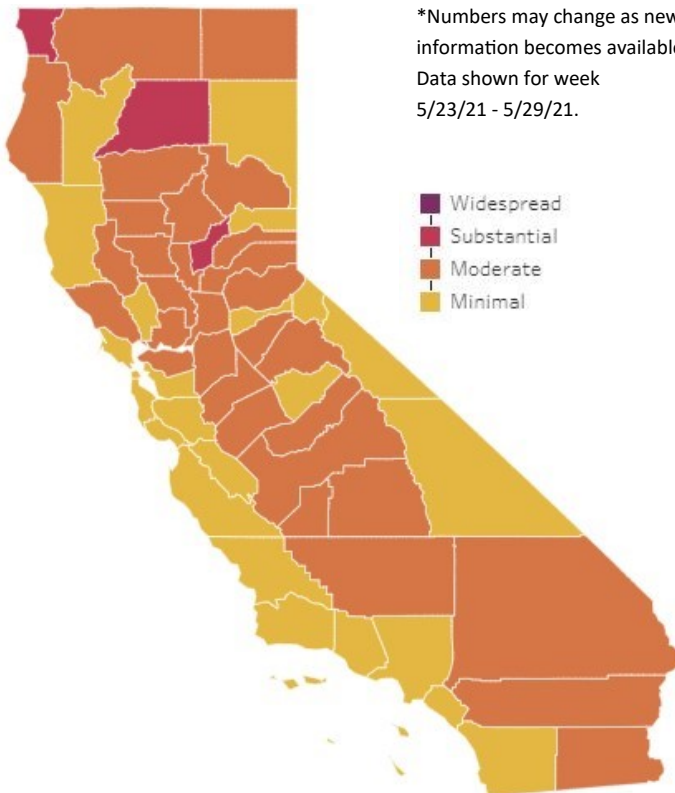 *Numbers may change as new
information becomes available
Data shown for week
5/23/21 - 5/29/21.
Widespread
Substantial
Moderate
Minimal